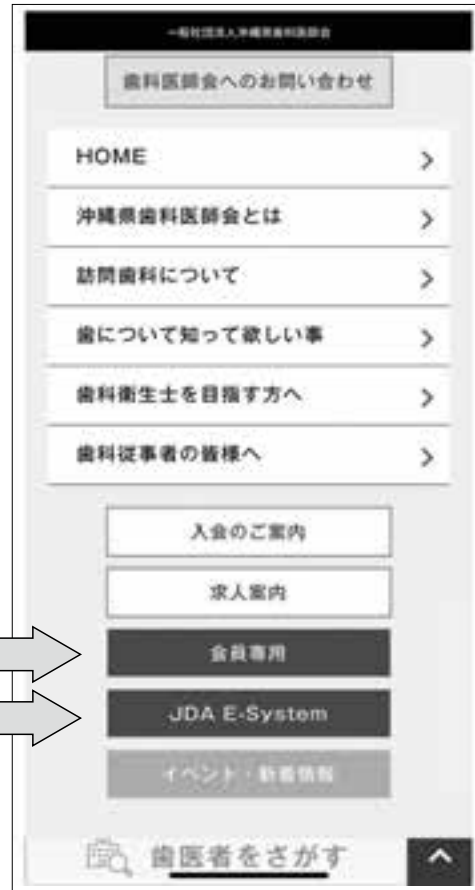 一般社団法人沖縄県歯科医師会
歯科医師会へのお問い合わせ
HOME
沖縄県歯科医師会とは
訪問歯科について
歯について知って欲しい事
歯科衛生士を目指す方へ
歯科従事者の皆様へ
入会のご案内
求人案内
会員専用
JDA E-System
イベント・新着情報
歯医者をさがす